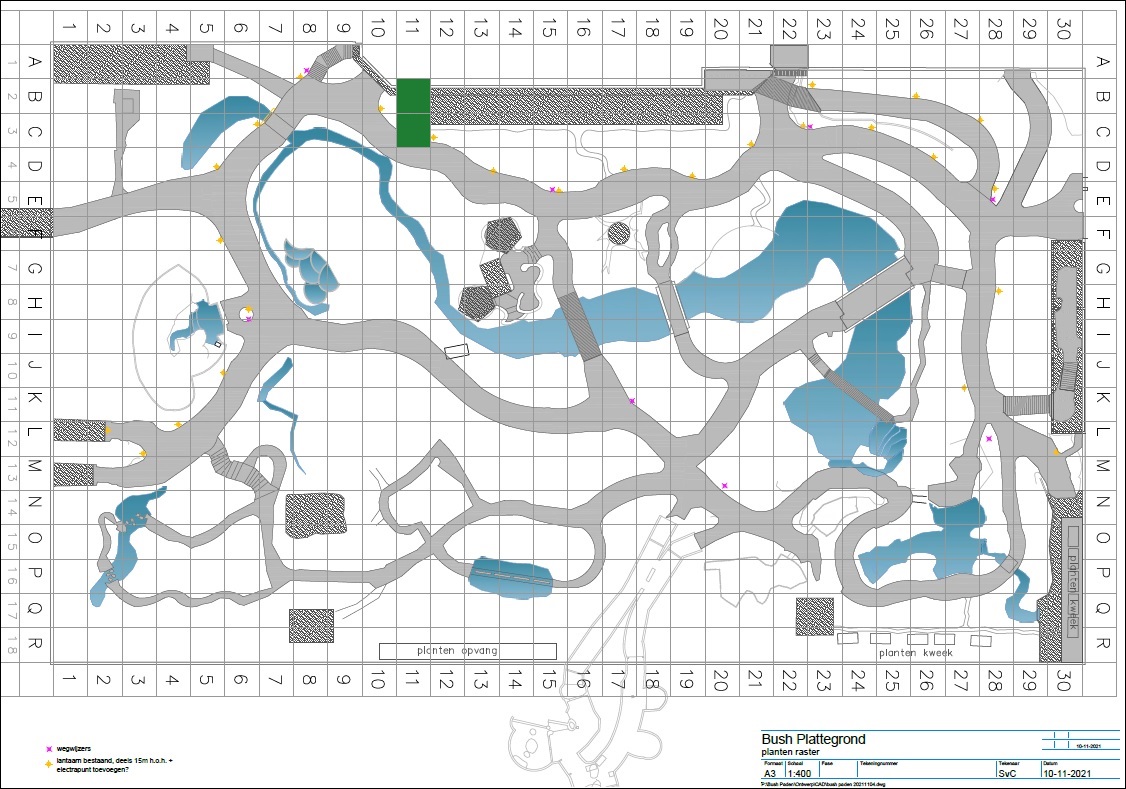 1 2 3 4 5 6 7 8 9 10 11 12 13 14 15 16 17 18 19 20 21 22 23 24 25 26 27 28 29 30
1 A A
2 B B
3 C C
4 D D
5 E E
F F
7 G G
8 H H
9 I I
10 J J
11 K K
12 L L
13 M M
14 N N
15 O O
16 P P
17 Q Q
18 R R
planten kweek
planten opvang
planten kweek
1 2 3 4 5 6 7 8 9 10 11 12 13 14 15 16 17 18 19 20 21 22 23 24 25 26 27 28 29 30
wegwijzers
lantaarn bestaand, deels 15m h.o.h. +
electrapunt toevoegen?
Bush Plattegrond
planten raster
10-11-2021
Formaat Schaal Fase Tekeningnummer Tekenaar Datum
A3 1:400 SvC 10-11-2021
P:\Bush Paden\Ontwerp\CAD\bush paden 20211104.dwg